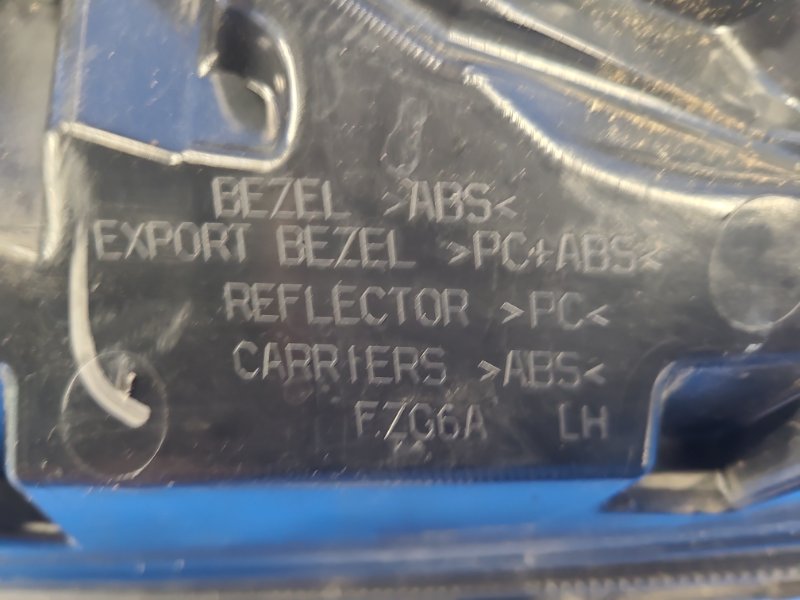 BEZEL >ABS<
EXPORT BEZEL >PC+ABS<
REFLECTOR >PC<
CARRIERS >ABS<
FZG6A LH